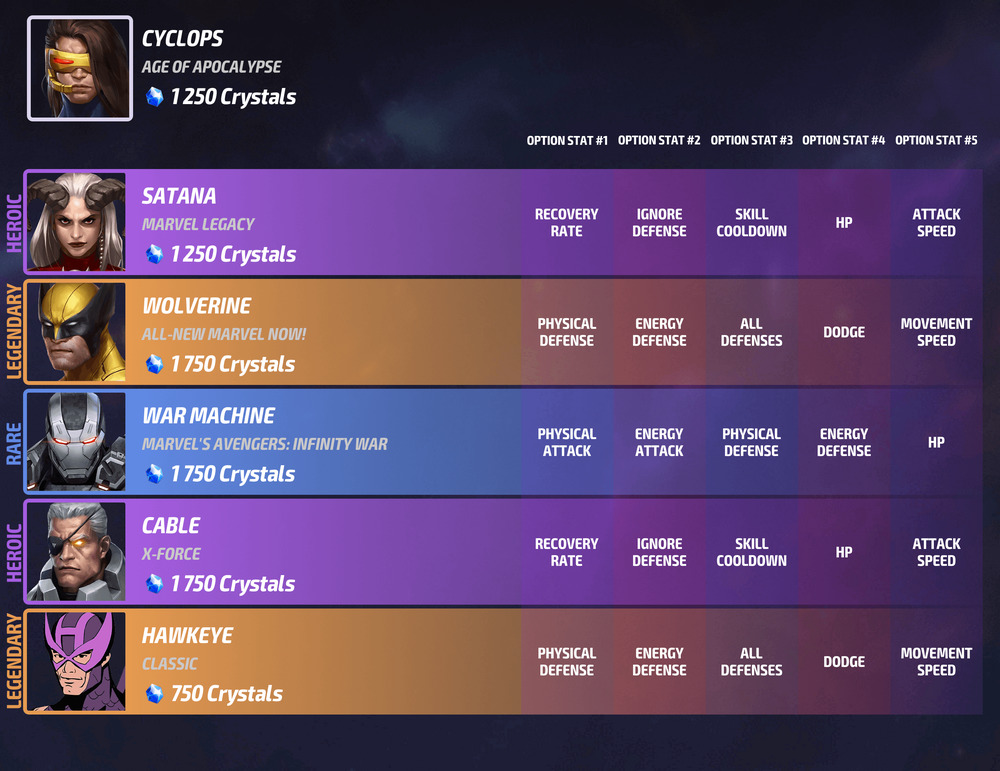 CYCLOPS
AGE OF APOCALYPSE
1 250 Crystals
OPTION STAT #1 OPTION STAT #2 OPTION STAT #3 OPTION STAT #4 OPTION STAT #5
HEROIC
SATANA
MARVEL LEGACY
1 250 Crystals
RECOVERY
RATE
IGNORE
DEFENSE
SKILL
COOLDOWN
HP
ATTACK
SPEED
LEGENDARY
WOLVERINE
ALL-NEW MARVEL NOW!
1 750 Crystals
PHYSICAL
DEFENSE
ENERGY
DEFENSE
ALL
DEFENSES
DODGE
MOVEMENT
SPEED
RARE
WAR MACHINE
MARVEL'S AVENGERS: INFINITY WAR
1 750 Crystals
PHYSICAL
ATTACK
ENERGY
ATTACK
PHYSICAL
DEFENSE
ENERGY
DEFENSE
HP
HEROIC
CABLE
X-FORCE
1 750 Crystals
RECOVERY
RATE
IGNORE
DEFENSE
SKILL
COOLDOWN
HP
ATTACK
SPEED
LEGENDARY
HAWKEYE
CLASSIC
750 Crystals
PHYSICAL
DEFENSE
ENERGY
DEFENSE
ALL
DEFENSES
DODGE
MOVEMENT
SPEED